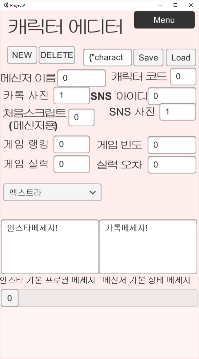 Menu
캐릭터 에디터
NEW DELETE {"charact Save Load
메신저 이름 0 캐릭터 코드 0
카톡 사진 1 SNS 아이디 0
처음스크립트 0 SNS 사진 1
(메신저용)
게임 랭킹 0 게임 빈도 0
게임 실력 0 실력 오차 0
엑스트라
인스타메세지! 카톡메세지!
인스타 기본 프로필 메세지 메신저 기본 상태 메세지
0